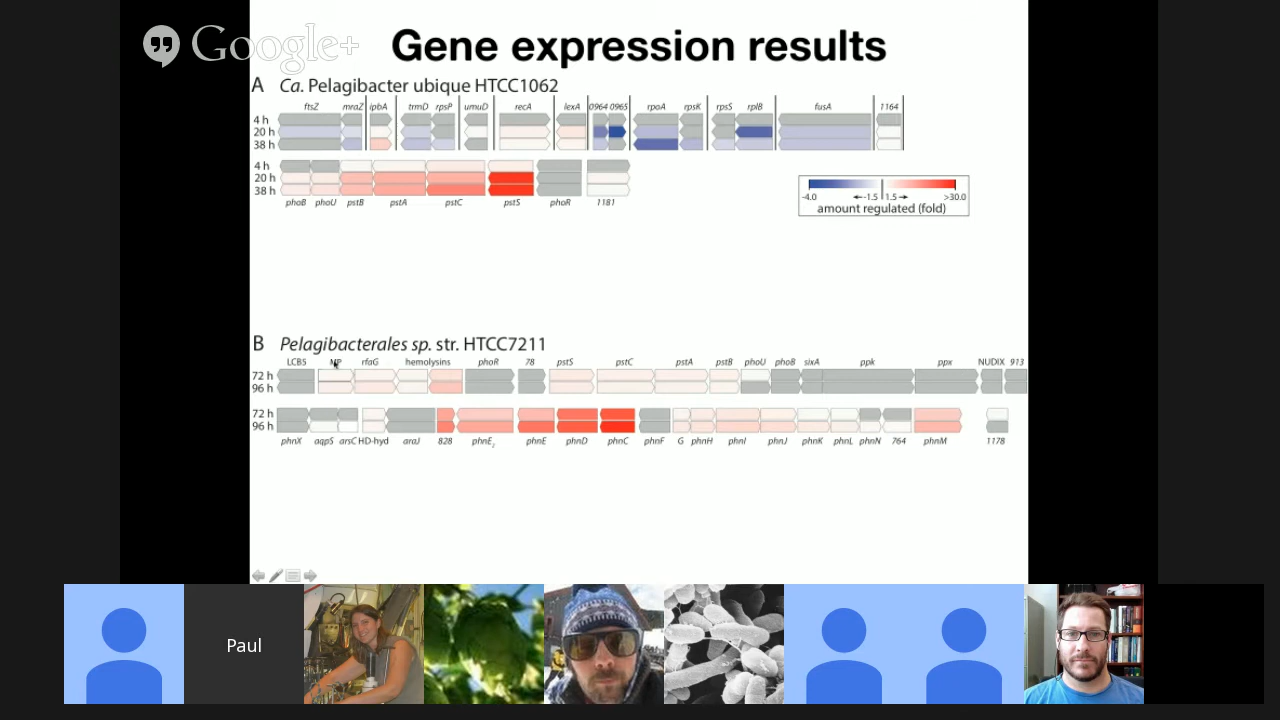 Google+
Gene expression results
A Ca. Pelagibacter ubique HTCC1062
ftsZ mraZ ipbA trmD rpsP umuD recA lexA 0964 0965 rpoA rpsK rpsS rplB fusA 1164
4 h
20 h
38 h
4 h
20 h
38 h
phoB phoU pstB pstA pstC pstS phoR 1181
-4.0 ←-1.5 1.5→ >30.0
amount regulated (fold)
B Pelagibacterales sp. str. HTCC7211
LCB5 MP rfaG hemolysins phoR 78 pstS pstC pstA pstB phoU phoB sixA ppk ppx NUDIX 913
72 h
96 h
72 h
96 h
phnX aqpS arsC HD-hyd araJ 828 phnE2 phnE phnD phnC phnF G phnH phnI phnJ phnK phnL phnN 764 phnM 1178
Paul